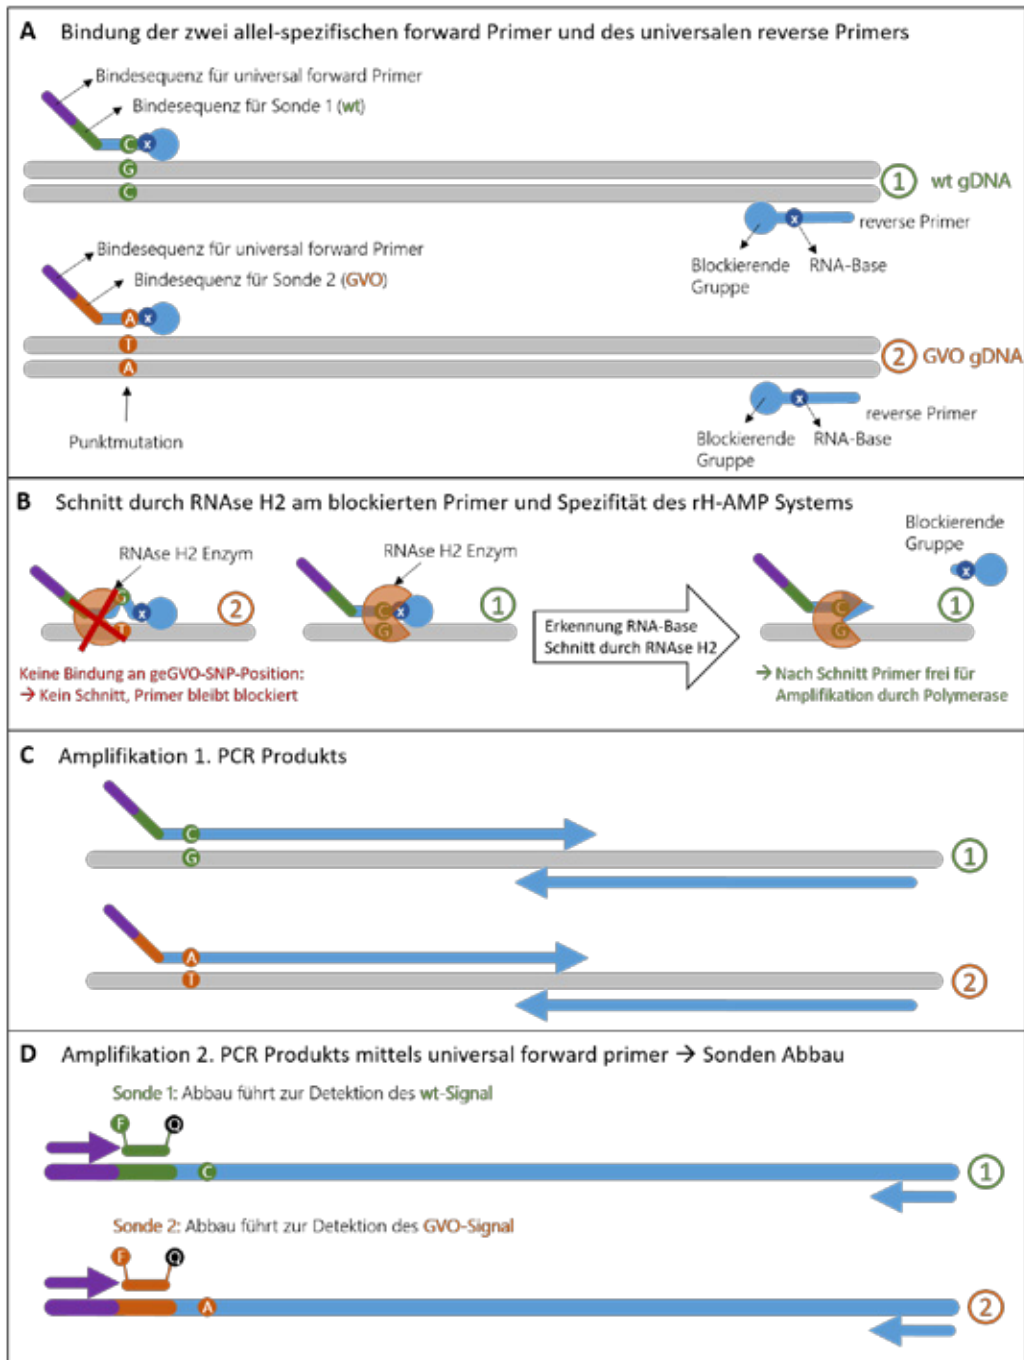 A Bindung der zwei allel-spezifischen forward Primer und des universalen reverse Primers
Bindesequenz für universal forward Primer
Bindesequenz für Sonde 1 (wt)
C x
G
C
1 wt gDNA
x reverse Primer
Blockierende
Gruppe
RNA-Base
Bindesequenz für universal forward Primer
Bindesequenz für Sonde 2 (GVO)
A x
T
A
2 GVO gDNA
x reverse Primer
Punktmutation
Blockierende
Gruppe
RNA-Base
B Schnitt durch RNAse H2 am blockierten Primer und Spezifität des rH-AMP Systems
RNAse H2 Enzym
x
T
2
Keine Bindung an geGVO-SNP-Position:
→ Kein Schnitt, Primer bleibt blockiert
RNAse H2 Enzym
C x
G
1
Erkennung RNA-Base
Schnitt durch RNAse H2
Blockierende
Gruppe
x
C
G
1
→ Nach Schnitt Primer frei für
Amplifikation durch Polymerase
C Amplifikation 1. PCR Produkts
C
G
1
A
T
2
D Amplifikation 2. PCR Produkts mittels universal forward primer → Sonden Abbau
Sonde 1: Abbau führt zur Detektion des wt-Signal
F Q
C
1
Sonde 2: Abbau führt zur Detektion des GVO-Signal
F Q
A
2